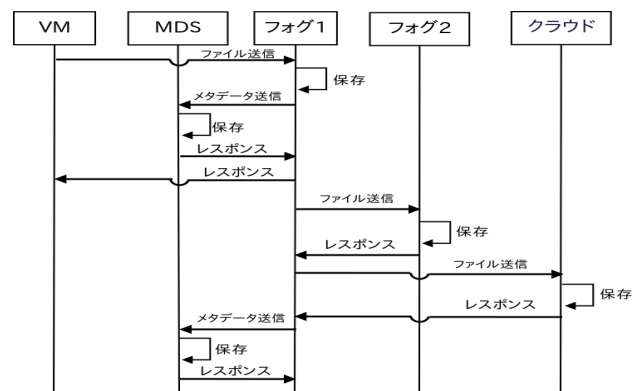 VM
MDS
フォグ1
フォグ2
クラウド
ファイル送信
保存
メタデータ送信
保存
レスポンス
レスポンス
ファイル送信
保存
レスポンス
ファイル送信
保存
レスポンス
メタデータ送信
保存
レスポンス